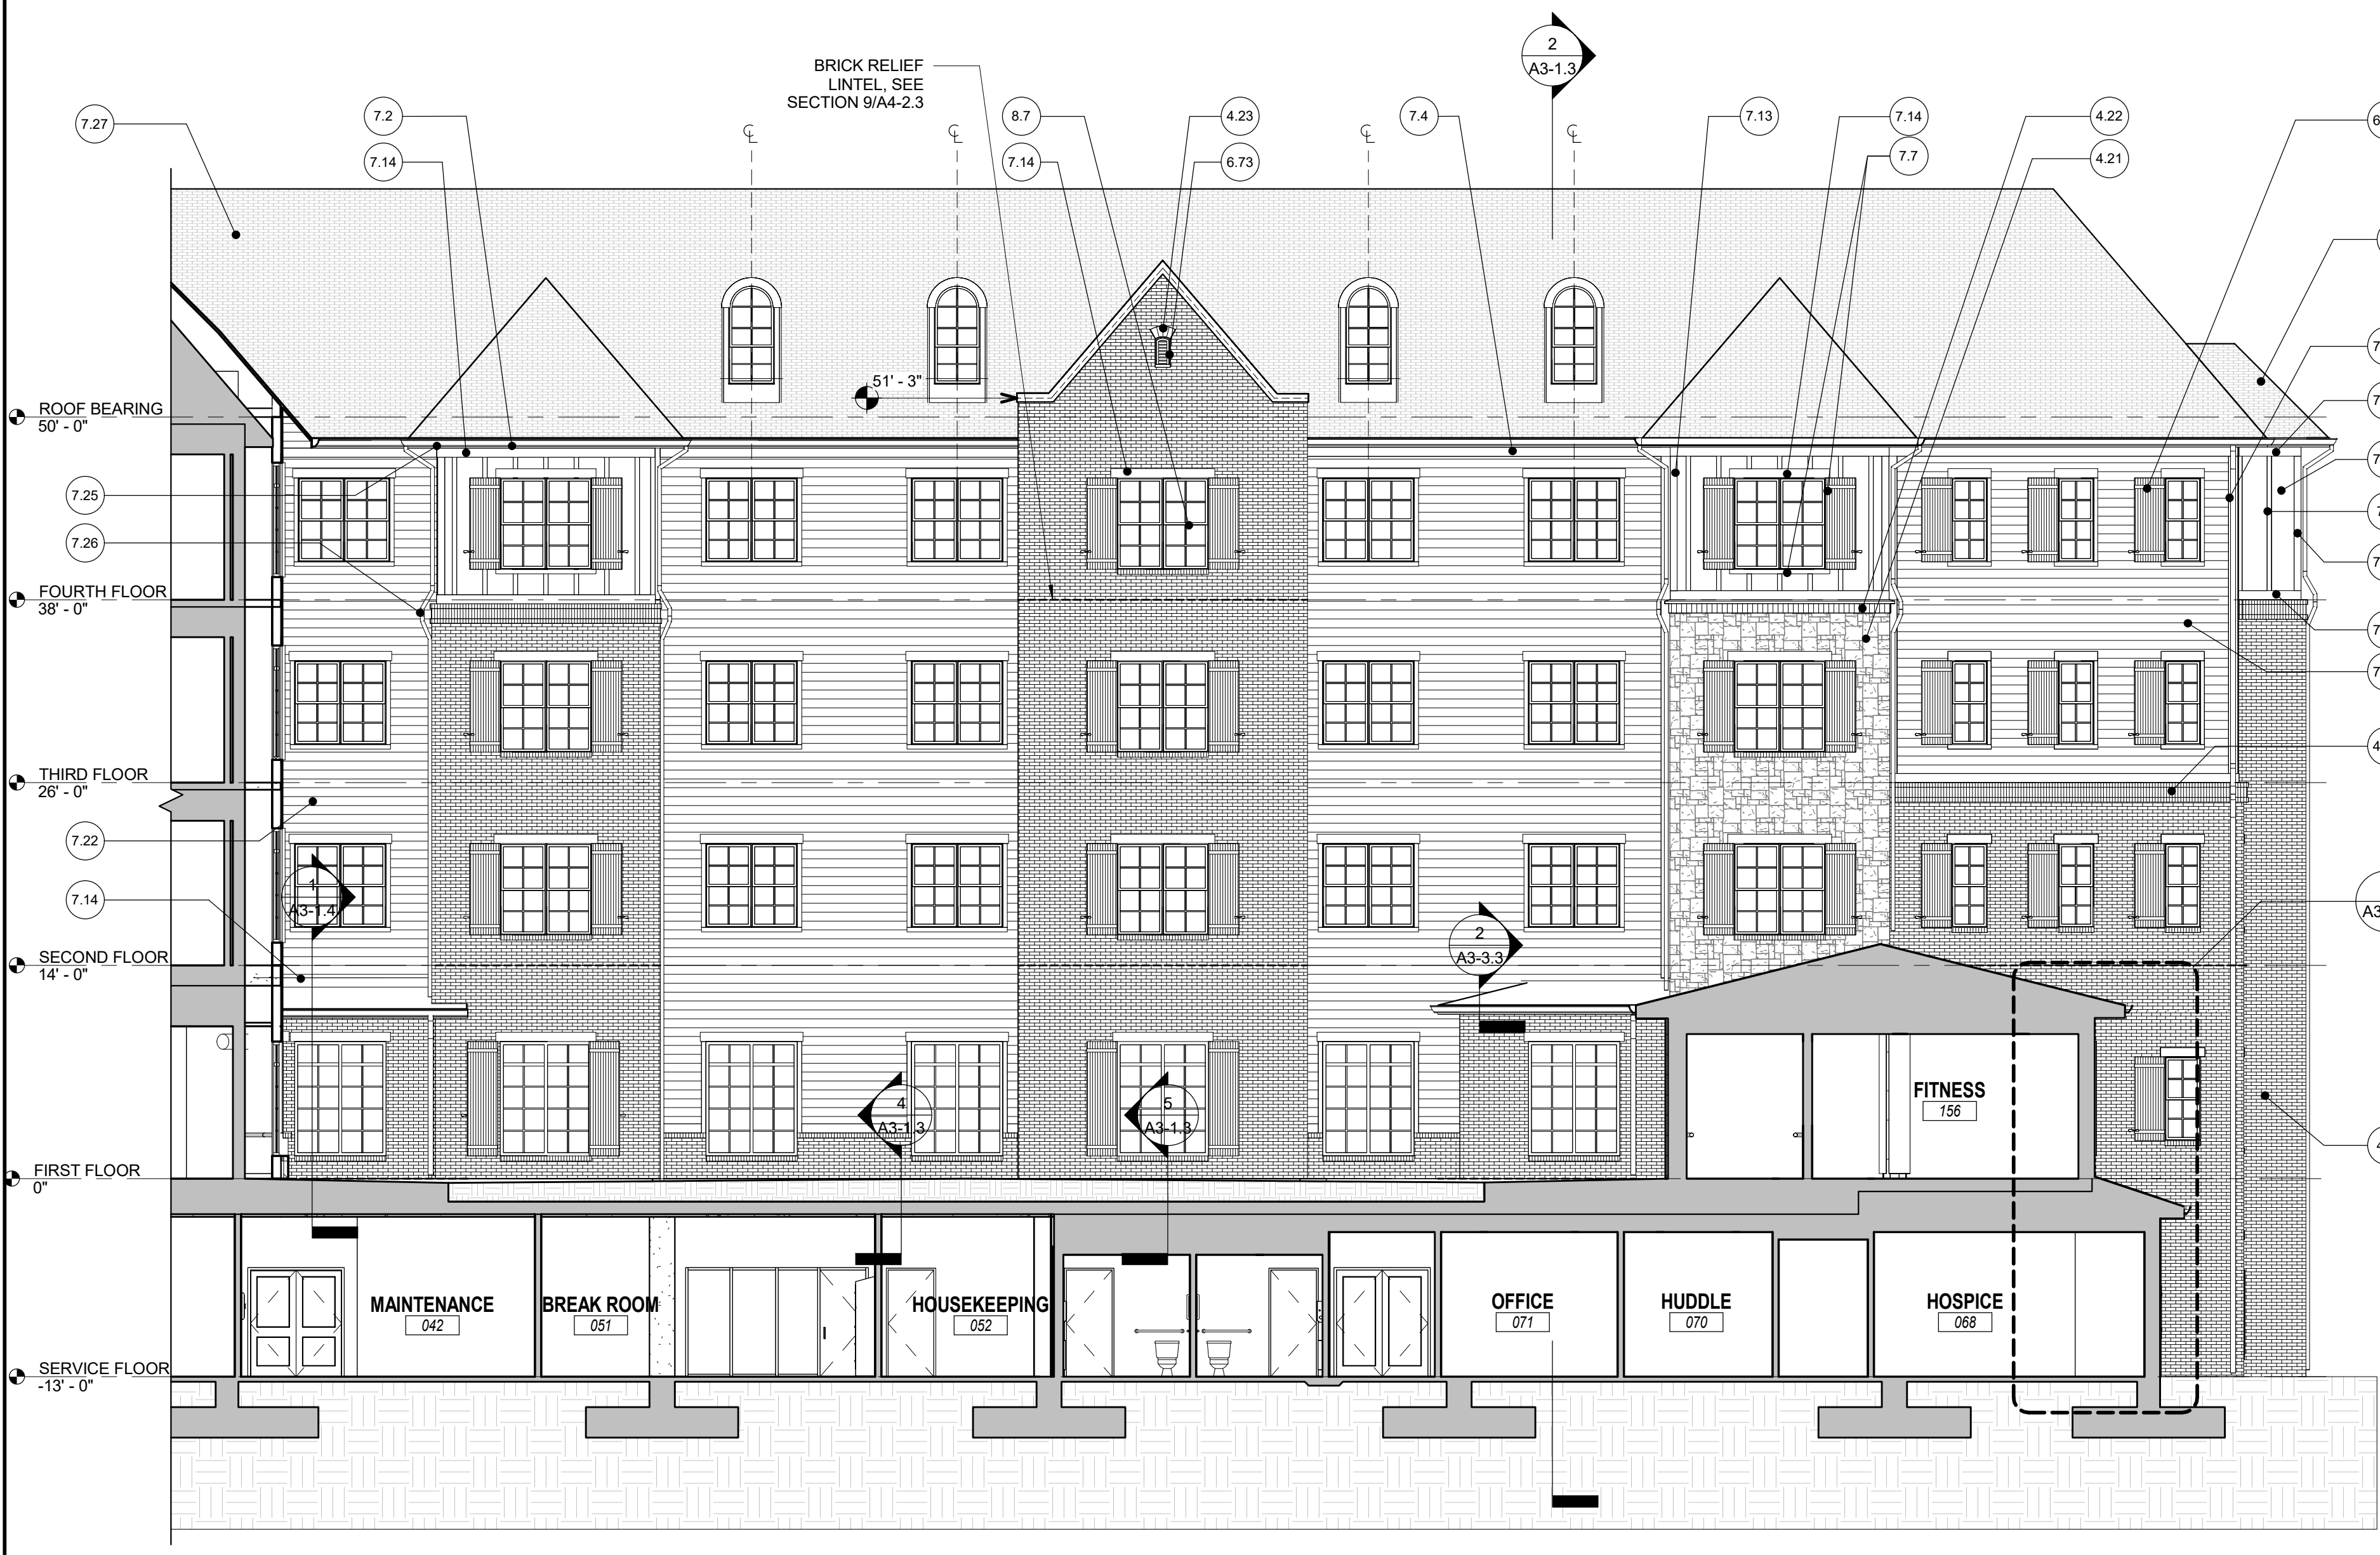 2
A3-1.3
BRICK RELIEF
LINTEL, SEE
SECTION 9/A4-2.3
7.27
7.2
7.14
8.7
7.14
4.23
6.73
7.4
7.13
7.14
7.7
4.22
4.21
51' - 3"
ROOF BEARING
50' - 0"
7.25
7.26
FOURTH FLOOR
38' - 0"
THIRD FLOOR
26' - 0"
7.22
7.14
1
A3-1.4
SECOND FLOOR
14' - 0"
2
A3-3.3
4
A3-1.3
5
A3-1.3
FITNESS
156
FIRST FLOOR
0"
MAINTENANCE
042
BREAK ROOM
051
HOUSEKEEPING
052
OFFICE
071
HUDDLE
070
HOSPICE
068
SERVICE FLOOR
-13' - 0"